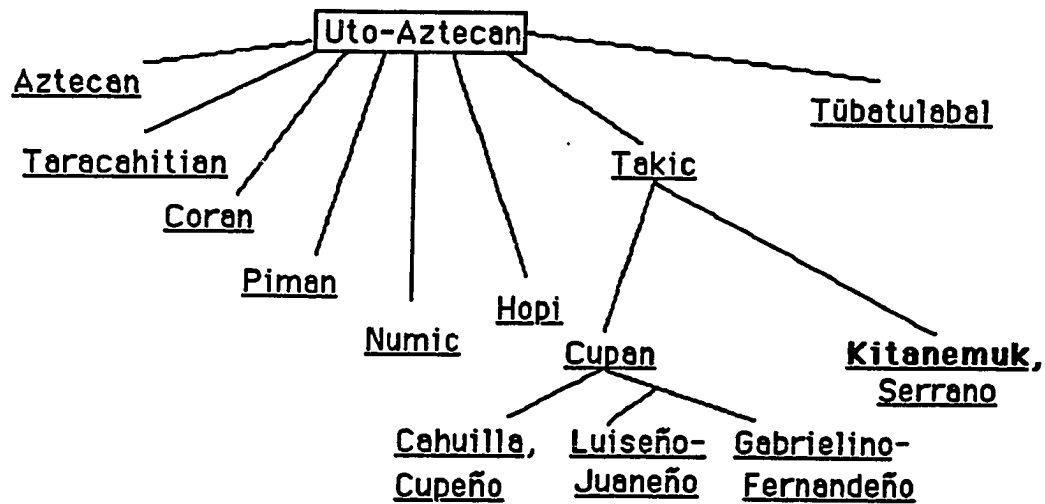 Uto-Aztecan
Aztecan
Tübatulabal
Taracahitian
Takic
Coran
Piman
Hopi
Numic
Cupan
Kitanemuk,
Serrano
Cahuilla,
Cupeño
Luiseño-
Juaneño
Gabrielino-
Fernandeño